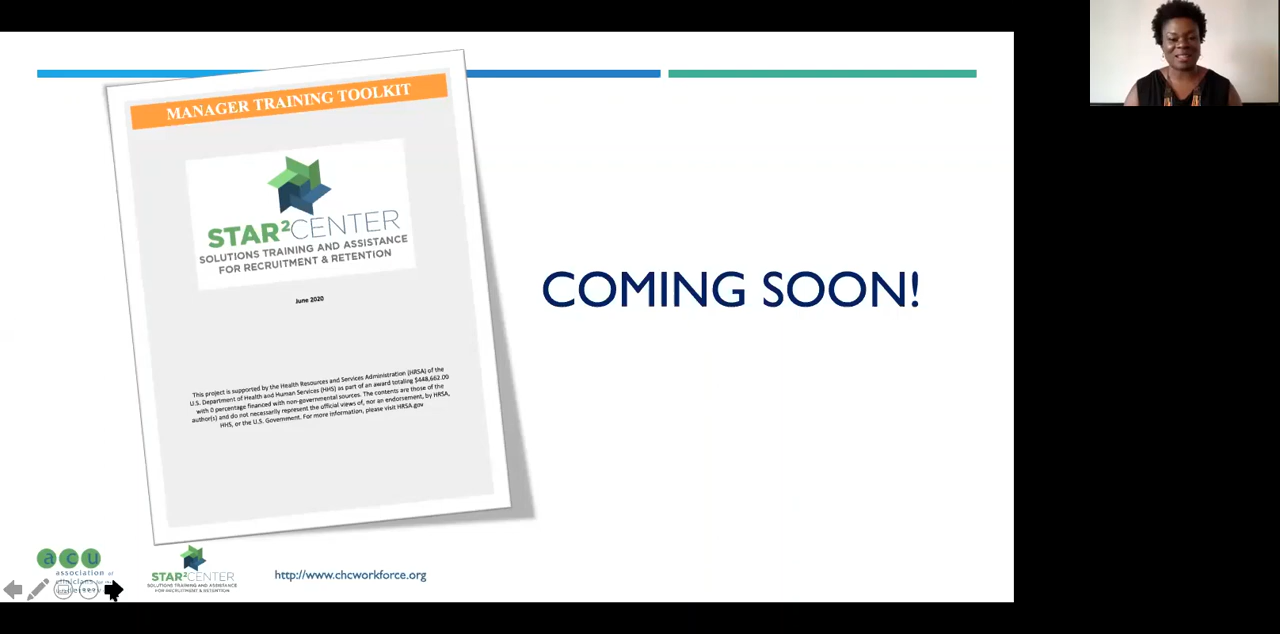 MANAGER TRAINING TOOLKIT
STAR²CENTER
SOLUTIONS TRAINING AND ASSISTANCE
FOR RECRUITMENT & RETENTION
June 2020
This project is supported by the Health Resources and Services Administration (HRSA) of the
U.S. Department of Health and Human Services (HHS) as part of an award totaling $448,662.00
with 0 percentage financed with non-governmental sources. The contents are those of the
author(s) and do not necessarily represent the official views of, nor an endorsement, by HRSA,
HHS, or the U.S. Government. For more information, please visit HRSA.gov
COMING SOON!
acu
association of
STAR²CENTER
SOLUTIONS TRAINING AND ASSISTANCE
FOR RECRUITMENT & RETENTION
http://www.chcworkforce.org